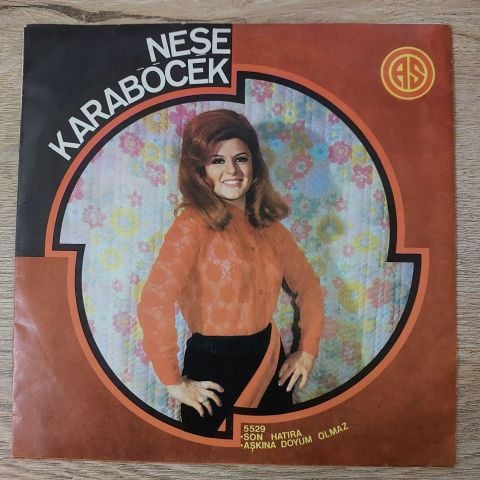 NEŞE
KARABÖCEK
AS
5529
•SON HATIRA
•AŞKINA DOYUM OLMAZ